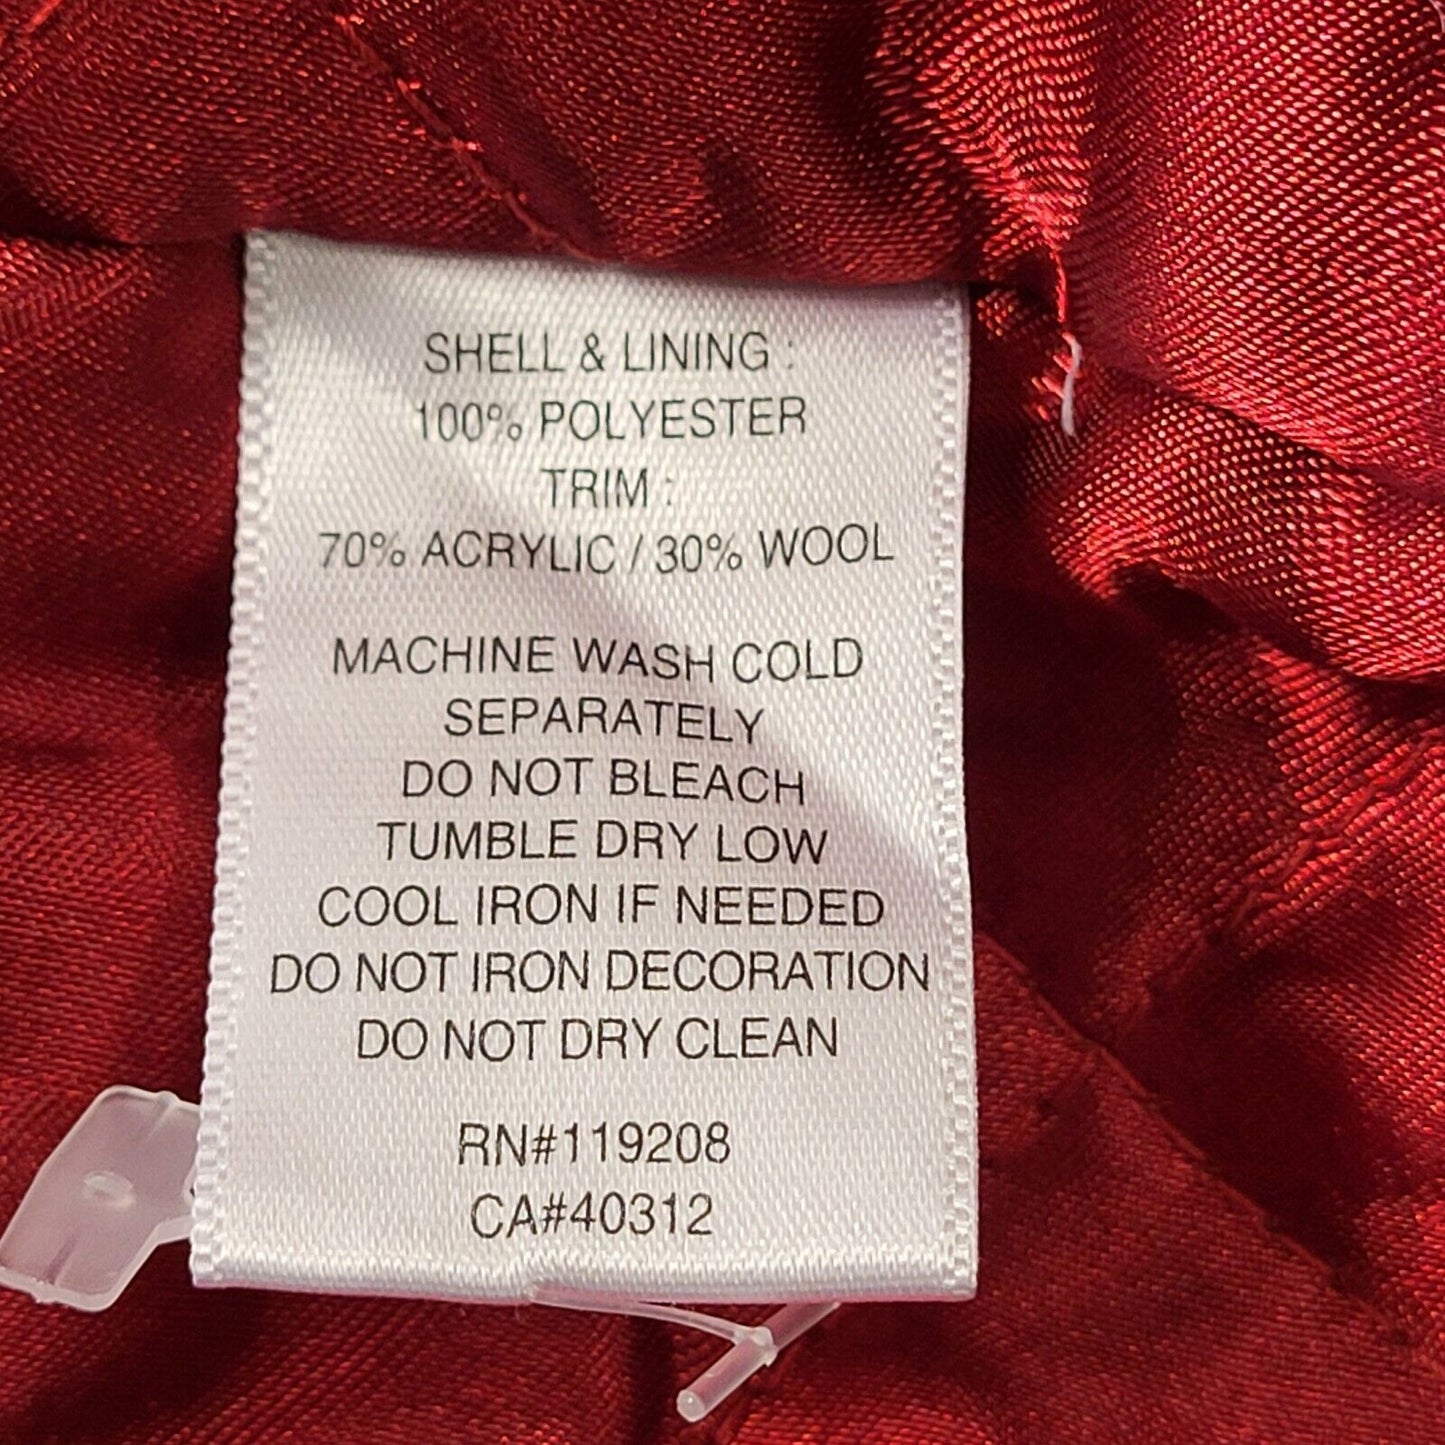 SHELL & LINING :
100% POLYESTER
TRIM :
70% ACRYLIC / 30% WOOL
MACHINE WASH COLD
SEPARATELY
DO NOT BLEACH
TUMBLE DRY LOW
COOL IRON IF NEEDED
DO NOT IRON DECORATION
DO NOT DRY CLEAN
RN#119208
CA#40312